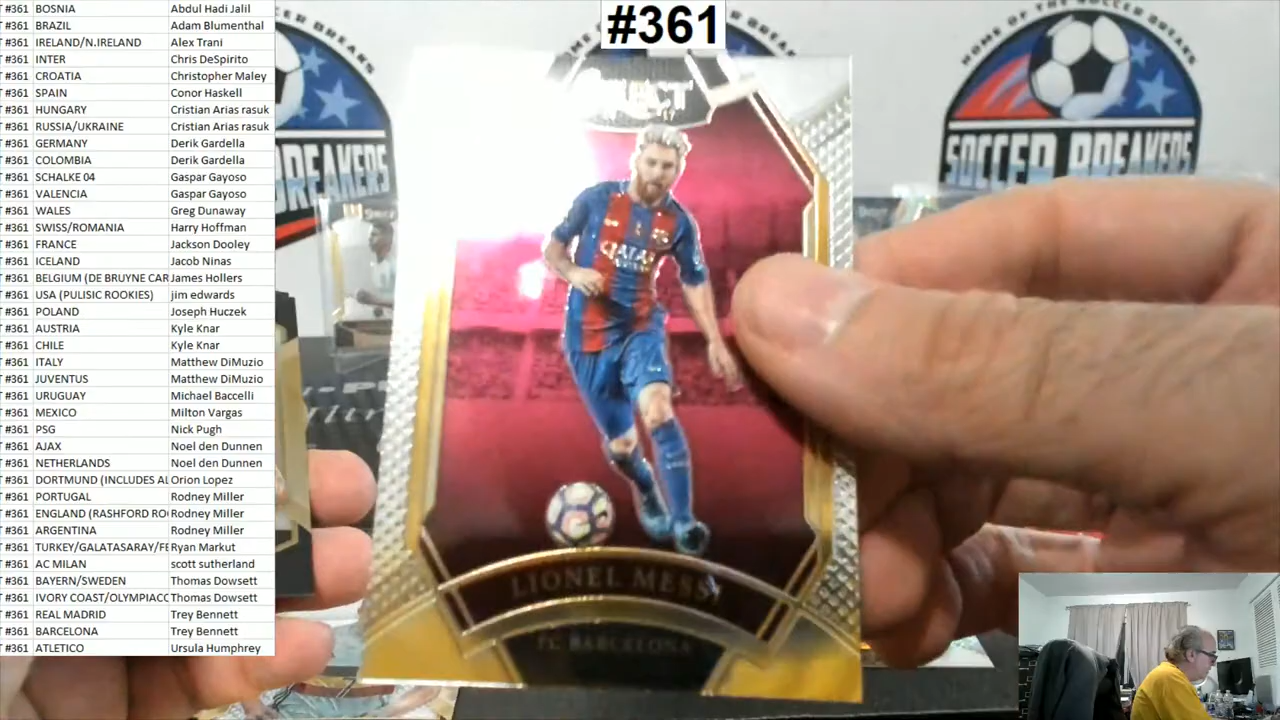 #361
T #361 BOSNIA Abdul Hadi Jalil
T #361 BRAZIL Adam Blumenthal
T #361 IRELAND/N.IRELAND Alex Trani
T #361 INTER Chris DeSpirito
T #361 CROATIA Christopher Maley
T #361 SPAIN Conor Haskell
T #361 HUNGARY Cristian Arias rasuk
T #361 RUSSIA/UKRAINE Cristian Arias rasuk
T #361 GERMANY Derik Gardella
T #361 COLOMBIA Derik Gardella
T #361 SCHALKE 04 Gaspar Gayoso
T #361 VALENCIA Gaspar Gayoso
T #361 WALES Greg Dunaway
T #361 SWISS/ROMANIA Harry Hoffman
T #361 FRANCE Jackson Dooley
T #361 ICELAND Jacob Ninas
T #361 BELGIUM (DE BRUYNE CAR James Hollers
T #361 USA (PULISIC ROOKIES) jim edwards
T #361 POLAND Joseph Huczek
T #361 AUSTRIA Kyle Knar
T #361 CHILE Kyle Knar
T #361 ITALY Matthew DiMuzio
T #361 JUVENTUS Matthew DiMuzio
T #361 URUGUAY Michael Baccelli
T #361 MEXICO Milton Vargas
T #361 PSG Nick Pugh
T #361 AJAX Noel den Dunnen
T #361 NETHERLANDS Noel den Dunnen
T #361 DORTMUND (INCLUDES AL Orion Lopez
T #361 PORTUGAL Rodney Miller
T #361 ENGLAND (RASHFORD ROO Rodney Miller
T #361 ARGENTINA Rodney Miller
T #361 TURKEY/GALATASARAY/FE Ryan Markut
T #361 AC MILAN scott sutherland
T #361 BAYERN/SWEDEN Thomas Dowsett
T #361 IVORY COAST/OLYMPIACO Thomas Dowsett
T #361 REAL MADRID Trey Bennett
T #361 BARCELONA Trey Bennett
T #361 ATLETICO Ursula Humphrey
BREAKERS
HOME OF THE SOCCER BREAKS
SOCCER BREAKERS
QATAR
LIONEL MESSI
FC BARCELONA